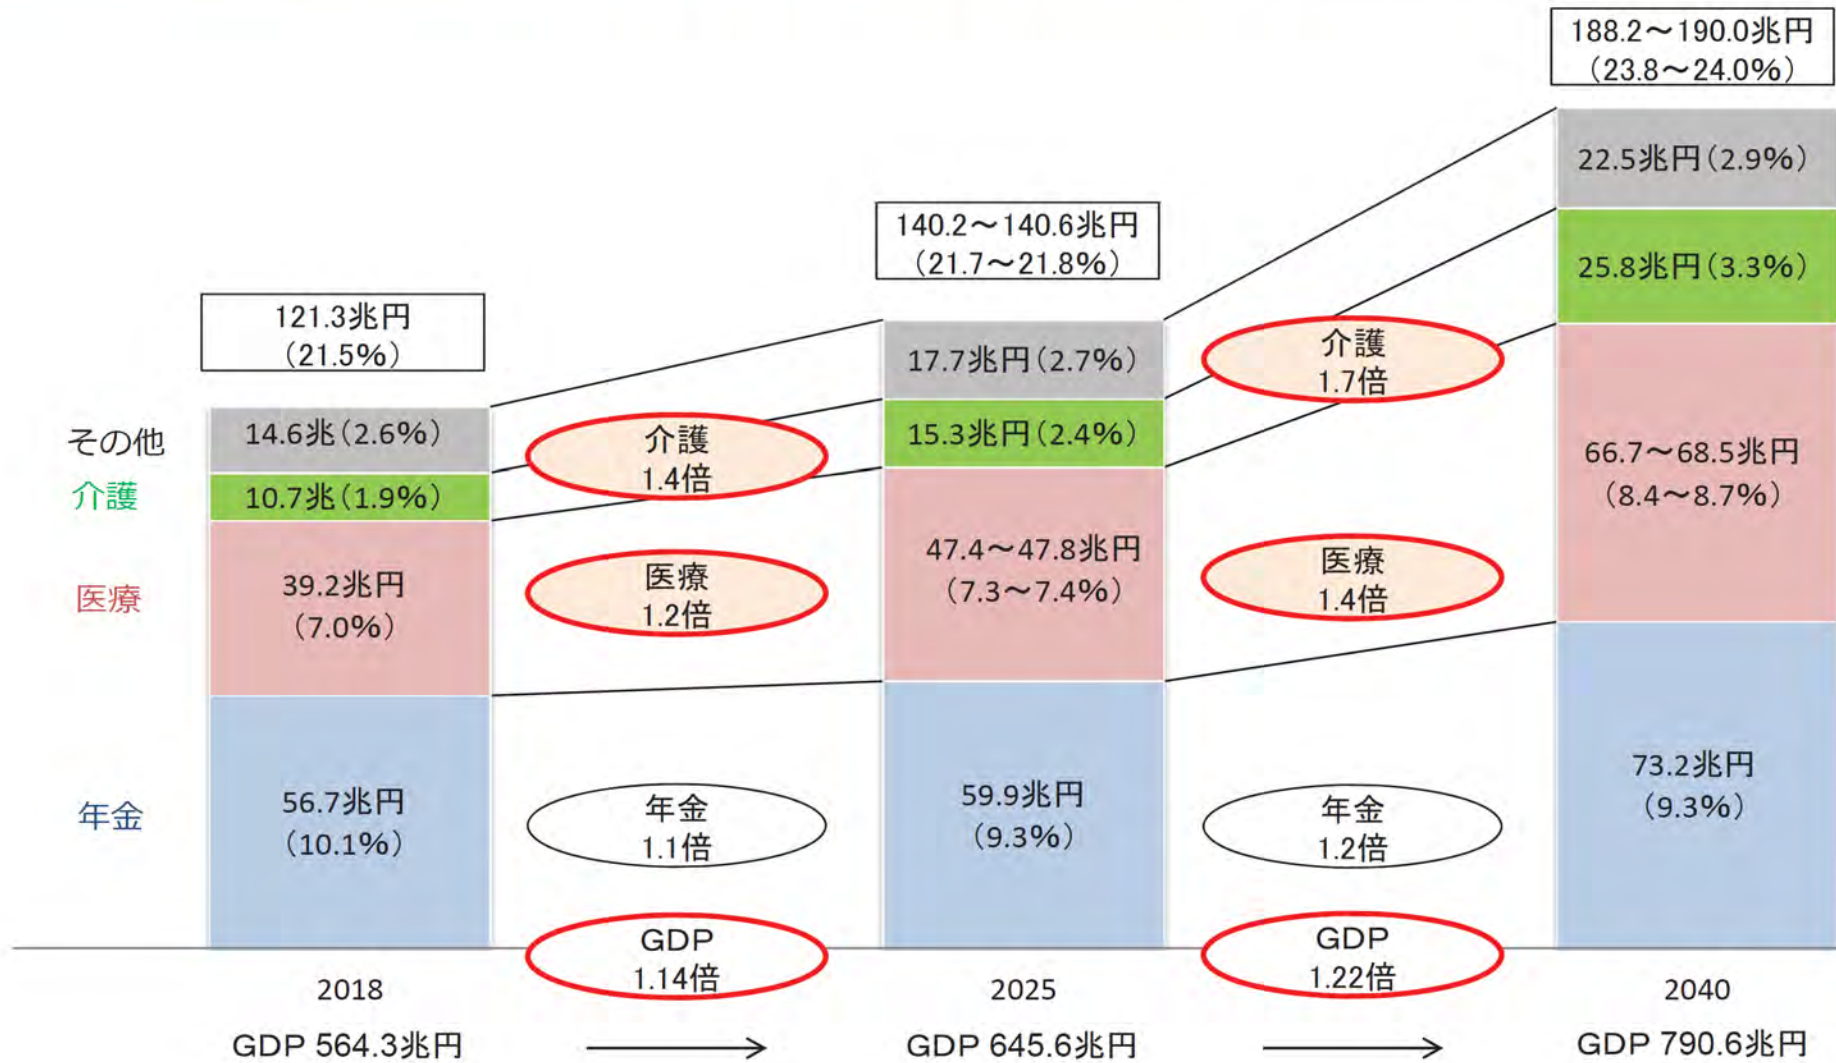 188.2～190.0兆円
（23.8～24.0％）
22.5兆円（2.9％）
25.8兆円（3.3％）
66.7～68.5兆円
（8.4～8.7％）
73.2兆円
（9.3％）
140.2～140.6兆円
（21.7～21.8％）
17.7兆円（2.7％）
15.3兆円（2.4％）
47.4～47.8兆円
（7.3～7.4％）
59.9兆円
（9.3％）
121.3兆円
（21.5％）
14.6兆（2.6％）
10.7兆（1.9％）
39.2兆円
（7.0％）
56.7兆円
（10.1％）
その他
介護
医療
年金
介護
1.4倍
医療
1.2倍
年金
1.1倍
GDP
1.14倍
介護
1.7倍
医療
1.4倍
年金
1.2倍
GDP
1.22倍
2018
2025
2040
GDP 564.3兆円
GDP 645.6兆円
GDP 790.6兆円